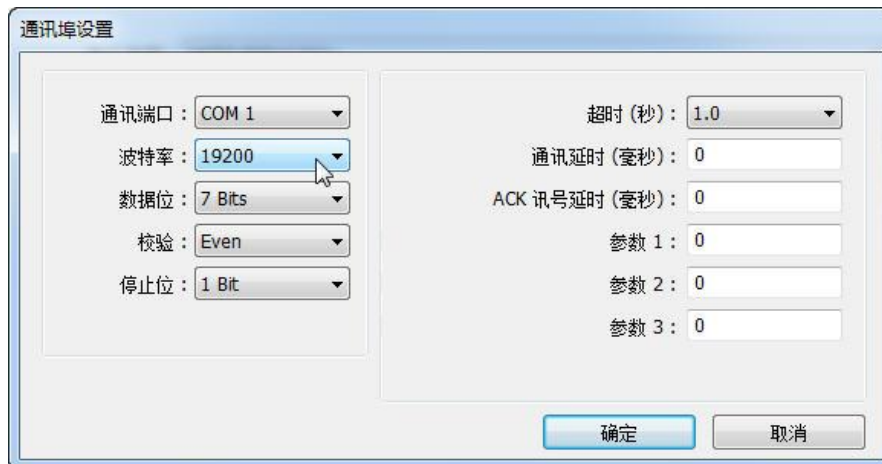 通讯埠设置
通讯端口: COM 1
波特率: 19200
数据位: 7 Bits
校验: Even
停止位: 1 Bit
超时 (秒): 1.0
通讯延时 (毫秒): 0
ACK 讯号延时 (毫秒): 0
参数 1: 0
参数 2: 0
参数 3: 0
确定 取消